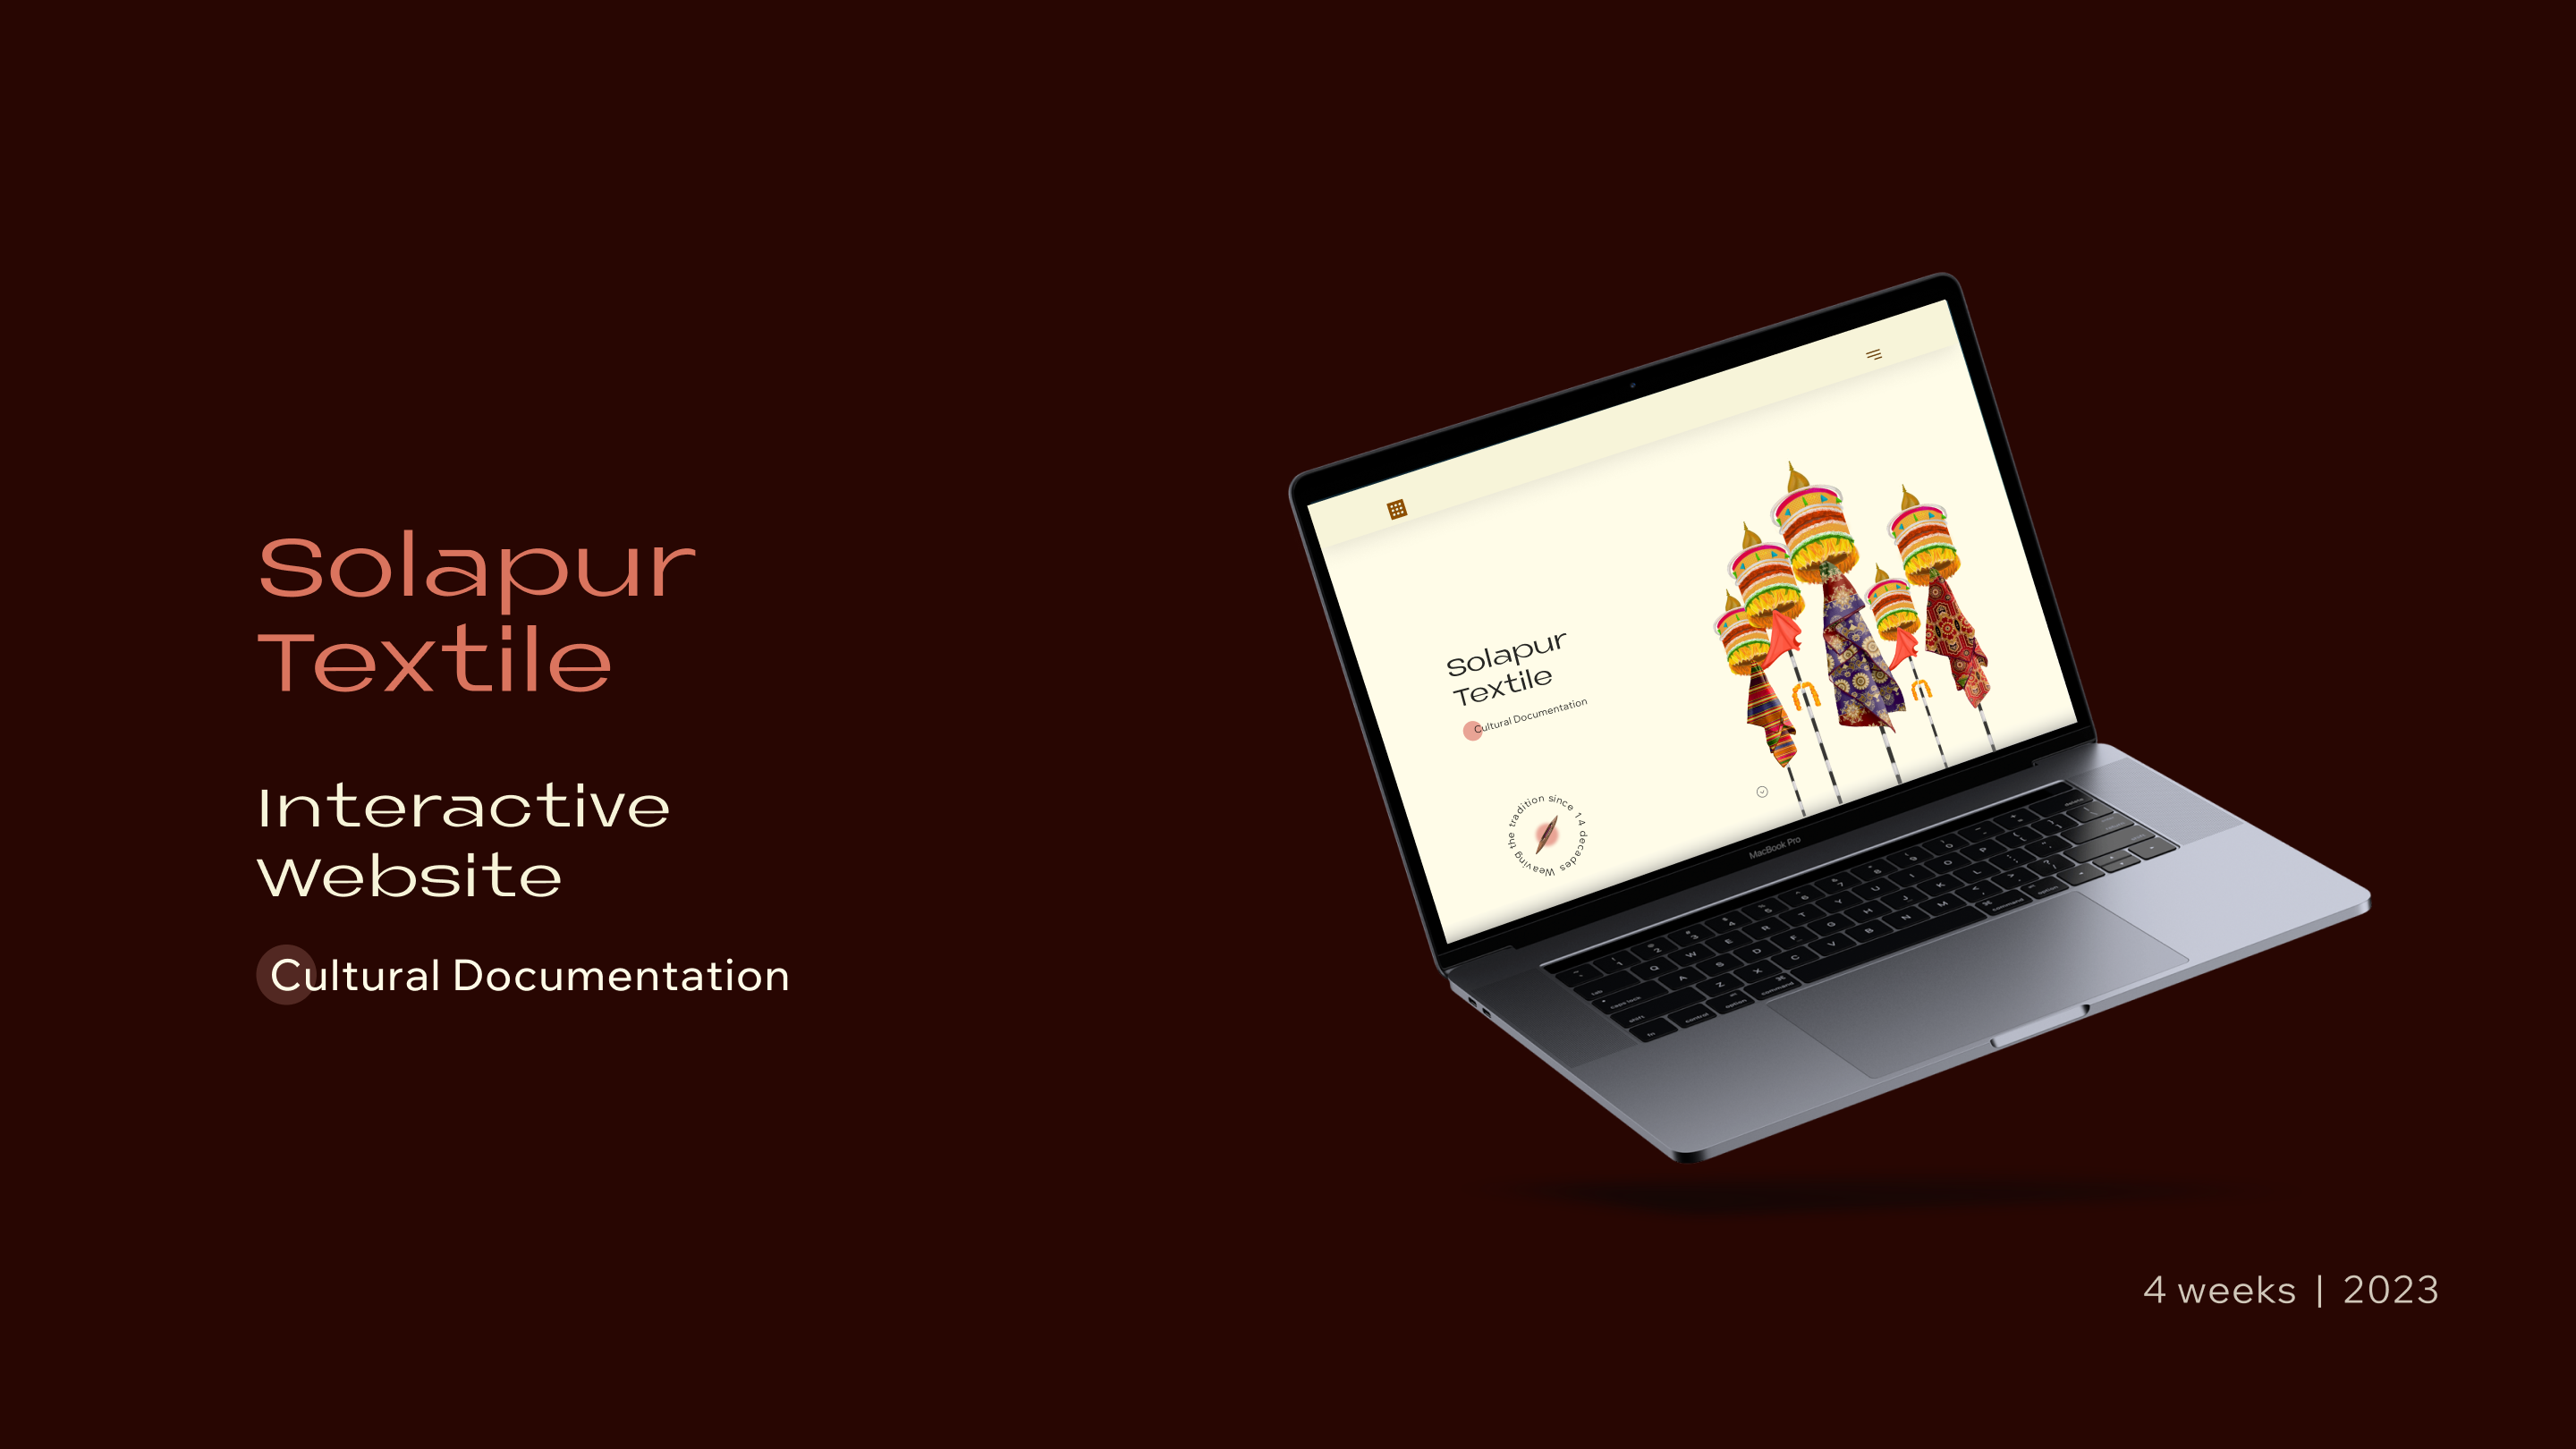 Solapur
Textile
Interactive
Website
Cultural Documentation
Solapur
Textile
Cultural Documentation
Weaving the tradition since 14 decades
MacBook Pro
4 weeks | 2023